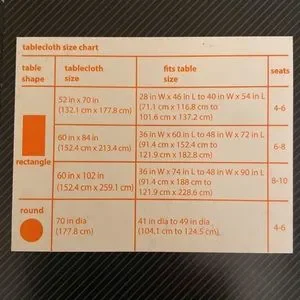 tablecloth size chart
table shape tablecloth size fits table size seats
52 in x 70 in
(132.1 cm x 177.8 cm)
28 in W x 46 in L to 40 in W x 54 in L
(71.1 cm x 116.8 cm to
101.6 cm x 137.2 cm)
4-6
rectangle
60 in x 84 in
(152.4 cm x 213.4 cm)
36 in W x 60 in L to 48 in W x 72 in L
(91.4 cm x 152.4 cm to
121.9 cm x 182.8 cm)
6-8
60 in x 102 in
(152.4 cm x 259.1 cm)
36 in W x 74 in L to 48 in W x 90 in L
(91.4 cm x 188 cm to
121.9 cm x 228.6 cm)
8-10
round
70 in dia
(177.8 cm)
41 in dia to 49 in dia
(104.1 cm to 124.5 cm)
4-6